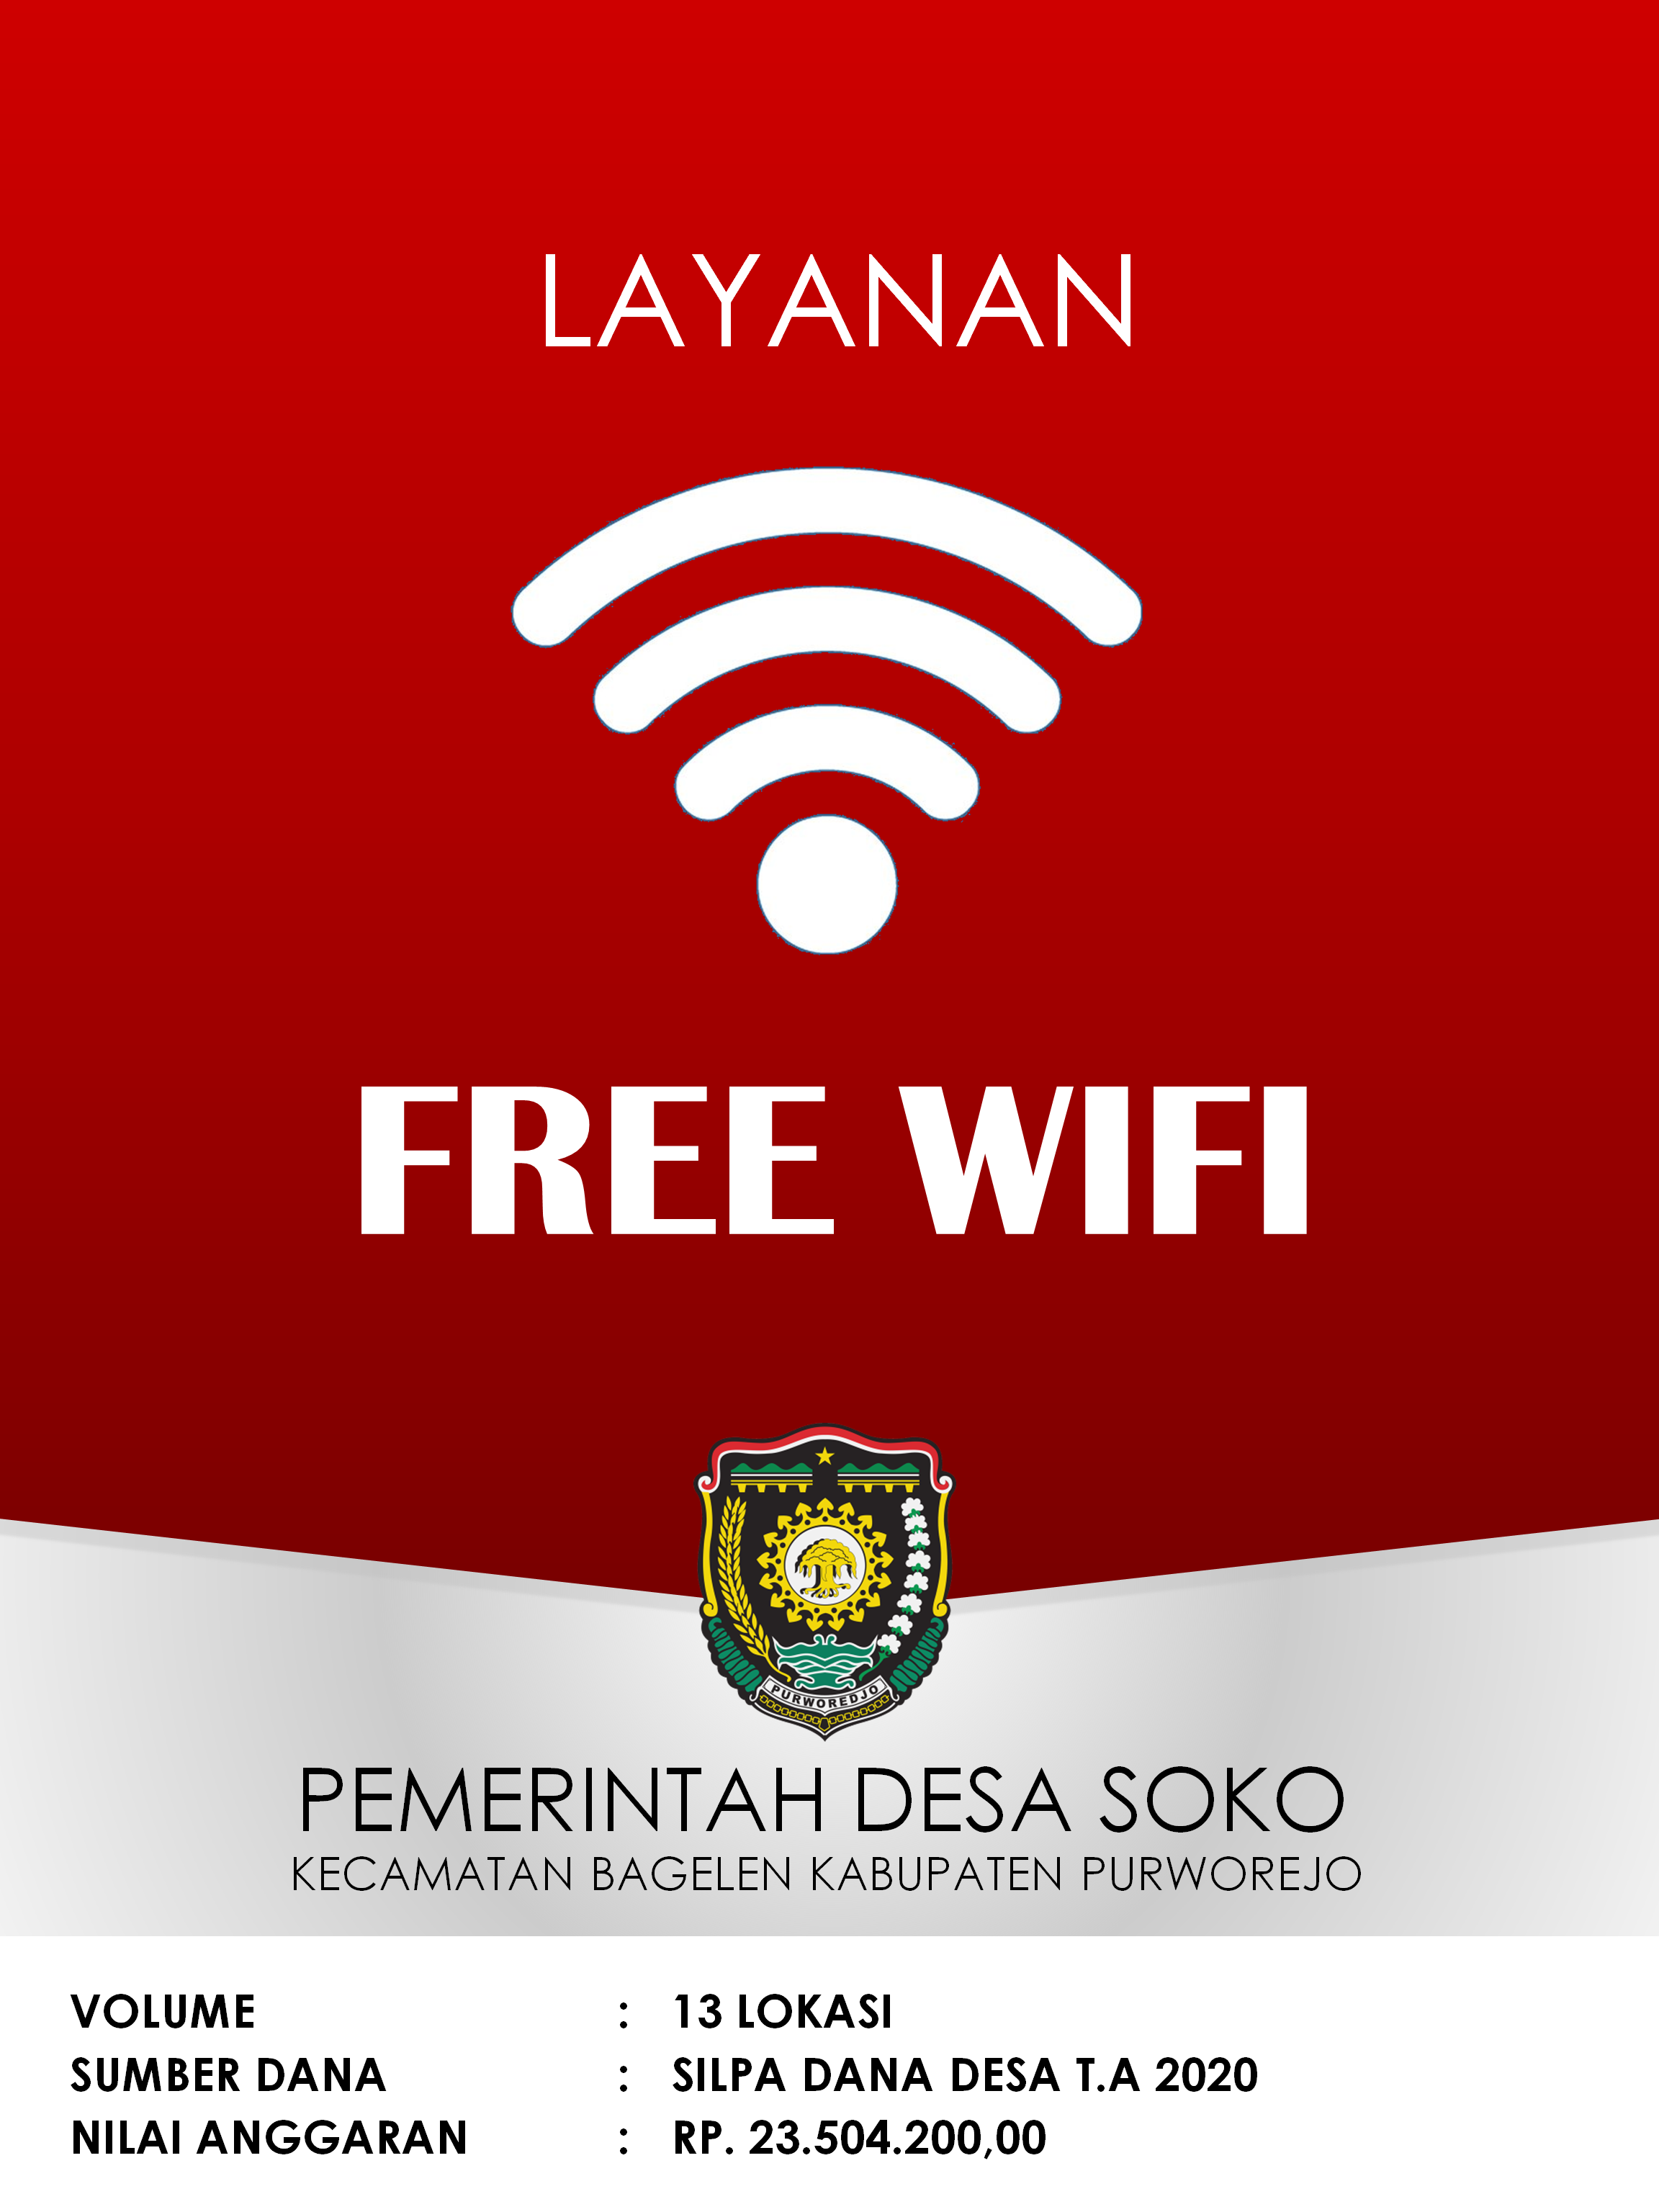 LAYANAN
FREE WIFI
PURWOREDJO
PEMERINTAH DESA SOKO
KECAMATAN BAGELEN KABUPATEN PURWOREJO
VOLUME : 13 LOKASI
SUMBER DANA : SILPA DANA DESA T.A 2020
NILAI ANGGARAN : RP. 23.504.200,00